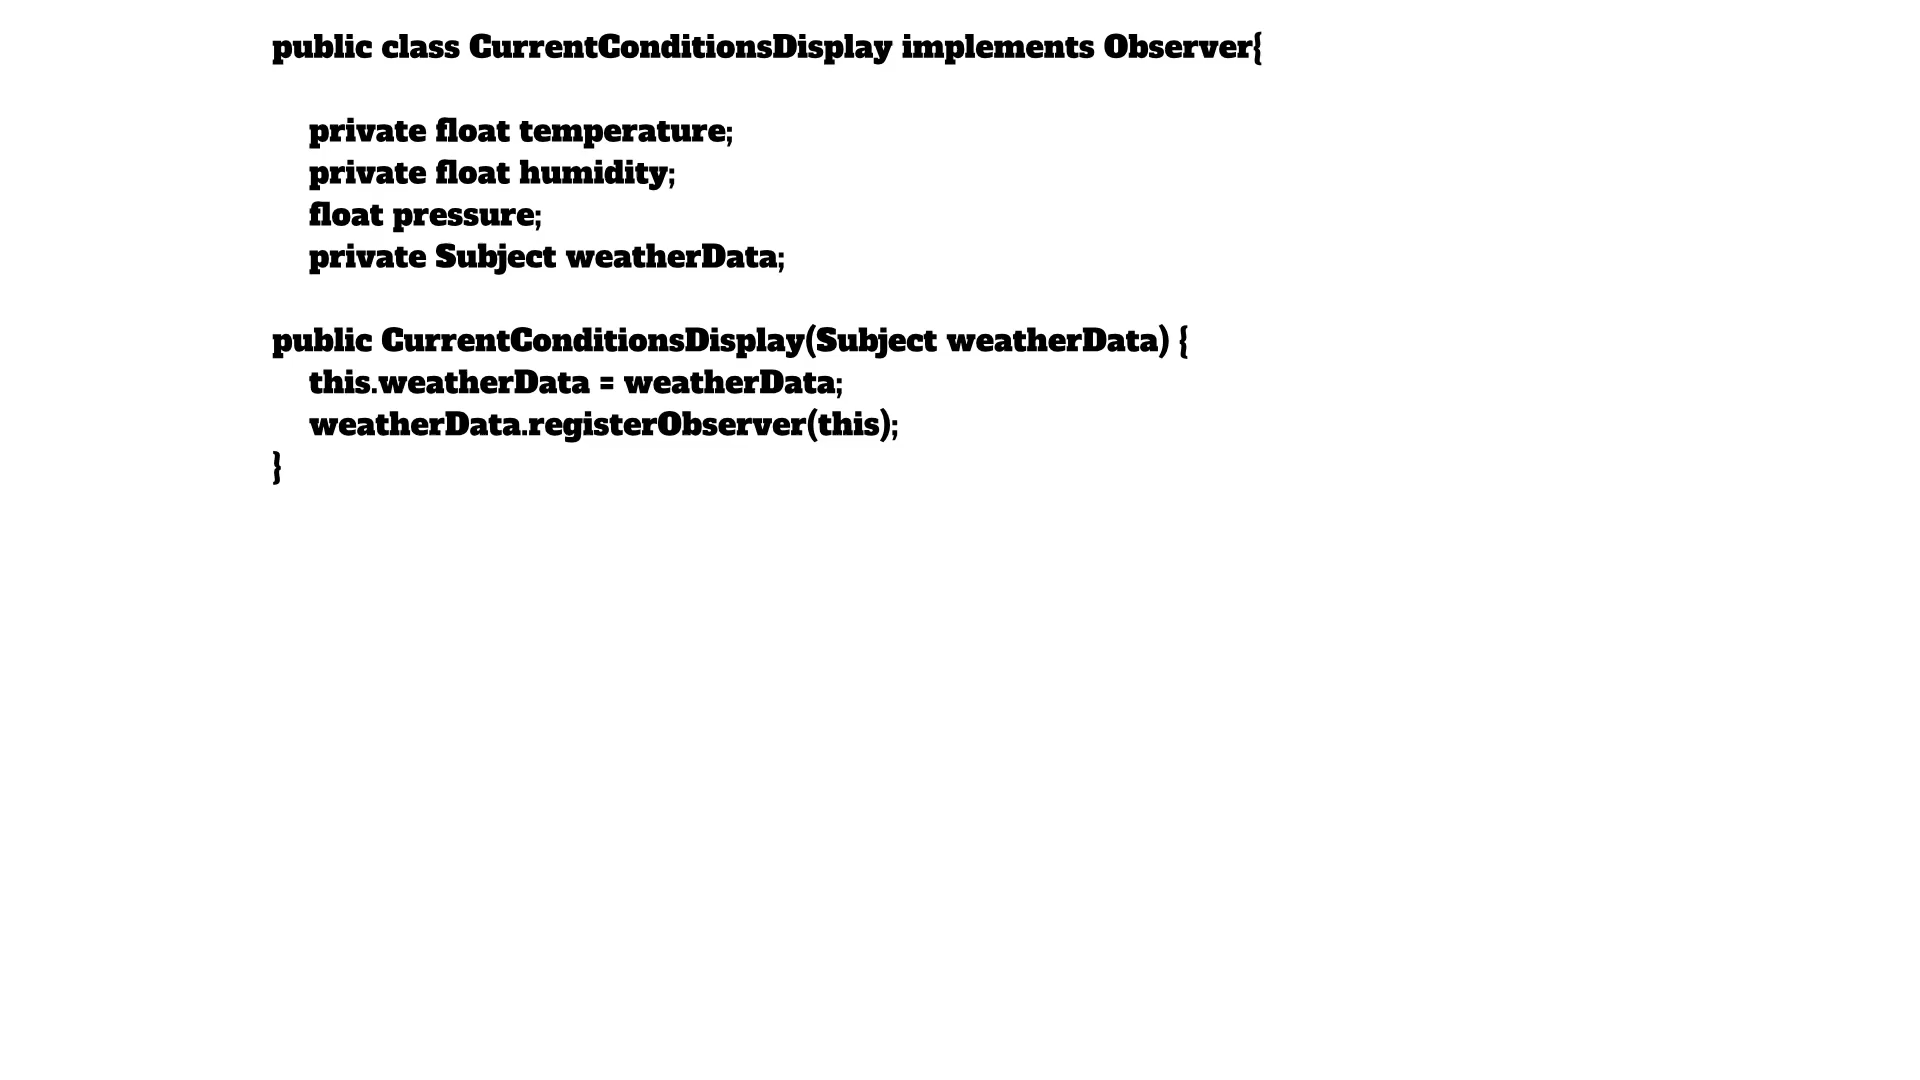 public class CurrentConditionsDisplay implements Observer{
private float temperature;
private float humidity;
float pressure;
private Subject weatherData;
public CurrentConditionsDisplay(Subject weatherData) {
this.weatherData = weatherData;
weatherData.registerObserver(this);
}